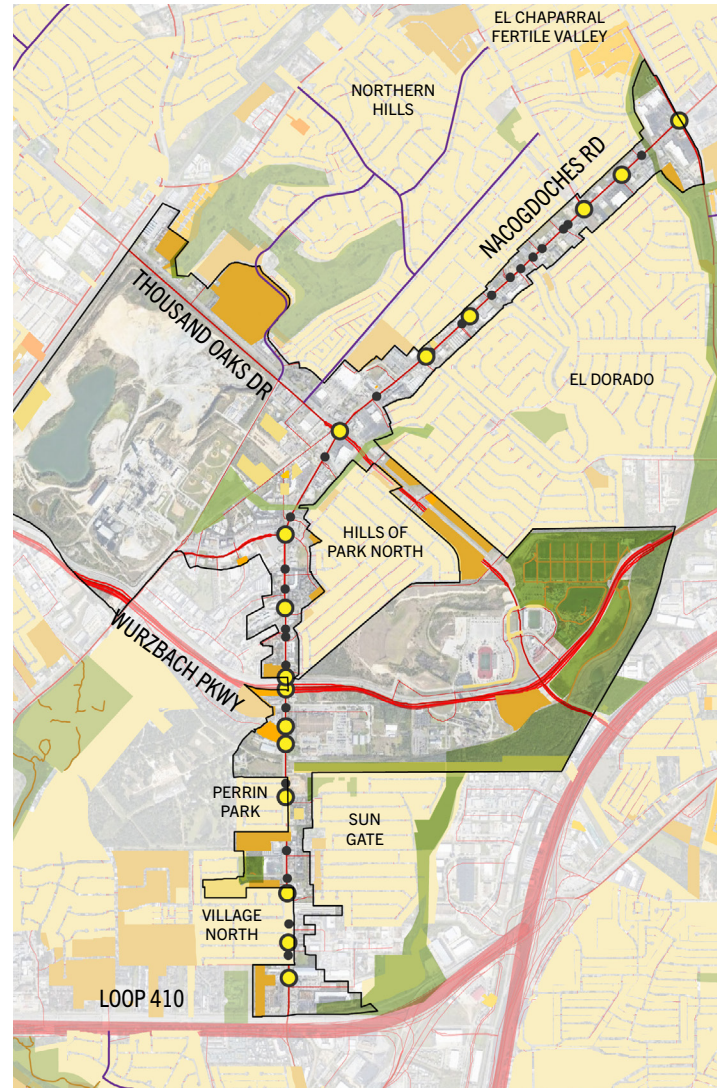 EL CHAPARRAL
FERTILE VALLEY
NORTHERN
HILLS
NACOGDOCHES RD
THOUSAND OAKS DR
EL DORADO
HILLS OF
PARK NORTH
WURZBACH PKWY
PERRIN
PARK
SUN
GATE
VILLAGE
NORTH
LOOP 410